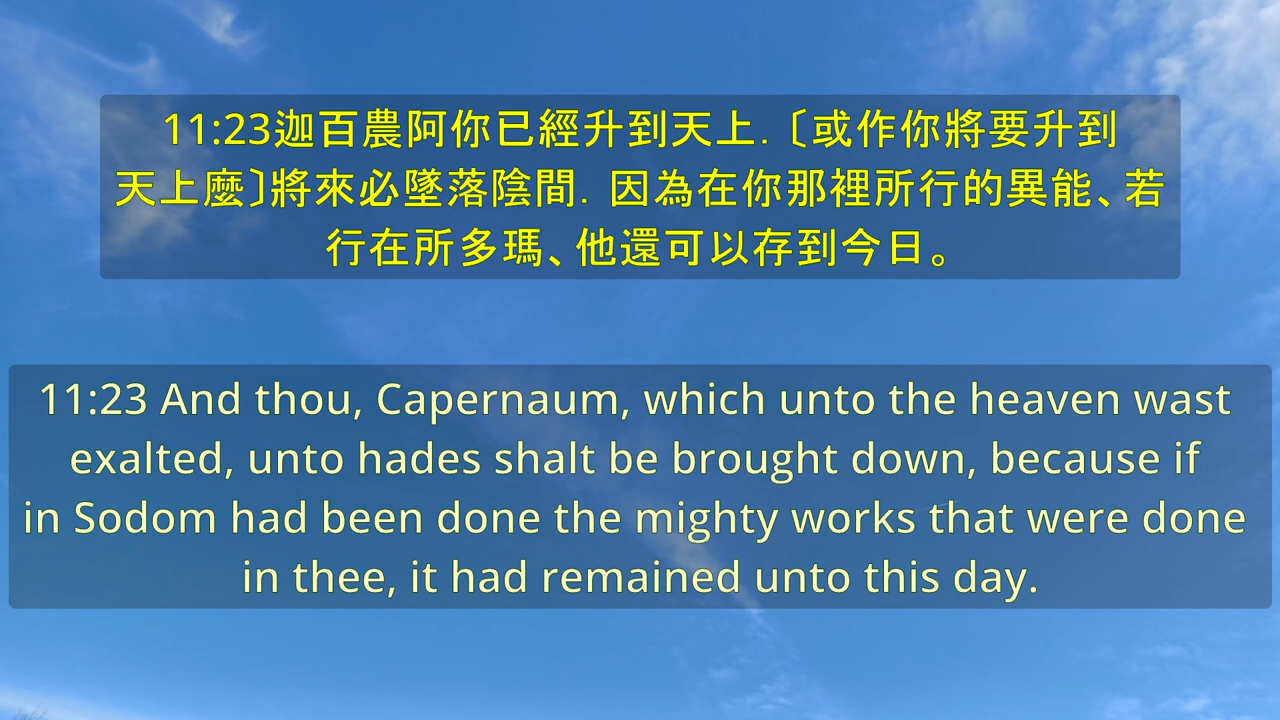 11:23迦百農阿你已經升到天上．〔或作你將要升到
天上麼〕將來必墜落陰間．因為在你那裡所行的異能、若
行在所多瑪、他還可以存到今日。
11:23 And thou, Capernaum, which unto the heaven wast
exalted, unto hades shalt be brought down, because if
in Sodom had been done the mighty works that were done
in thee, it had remained unto this day.